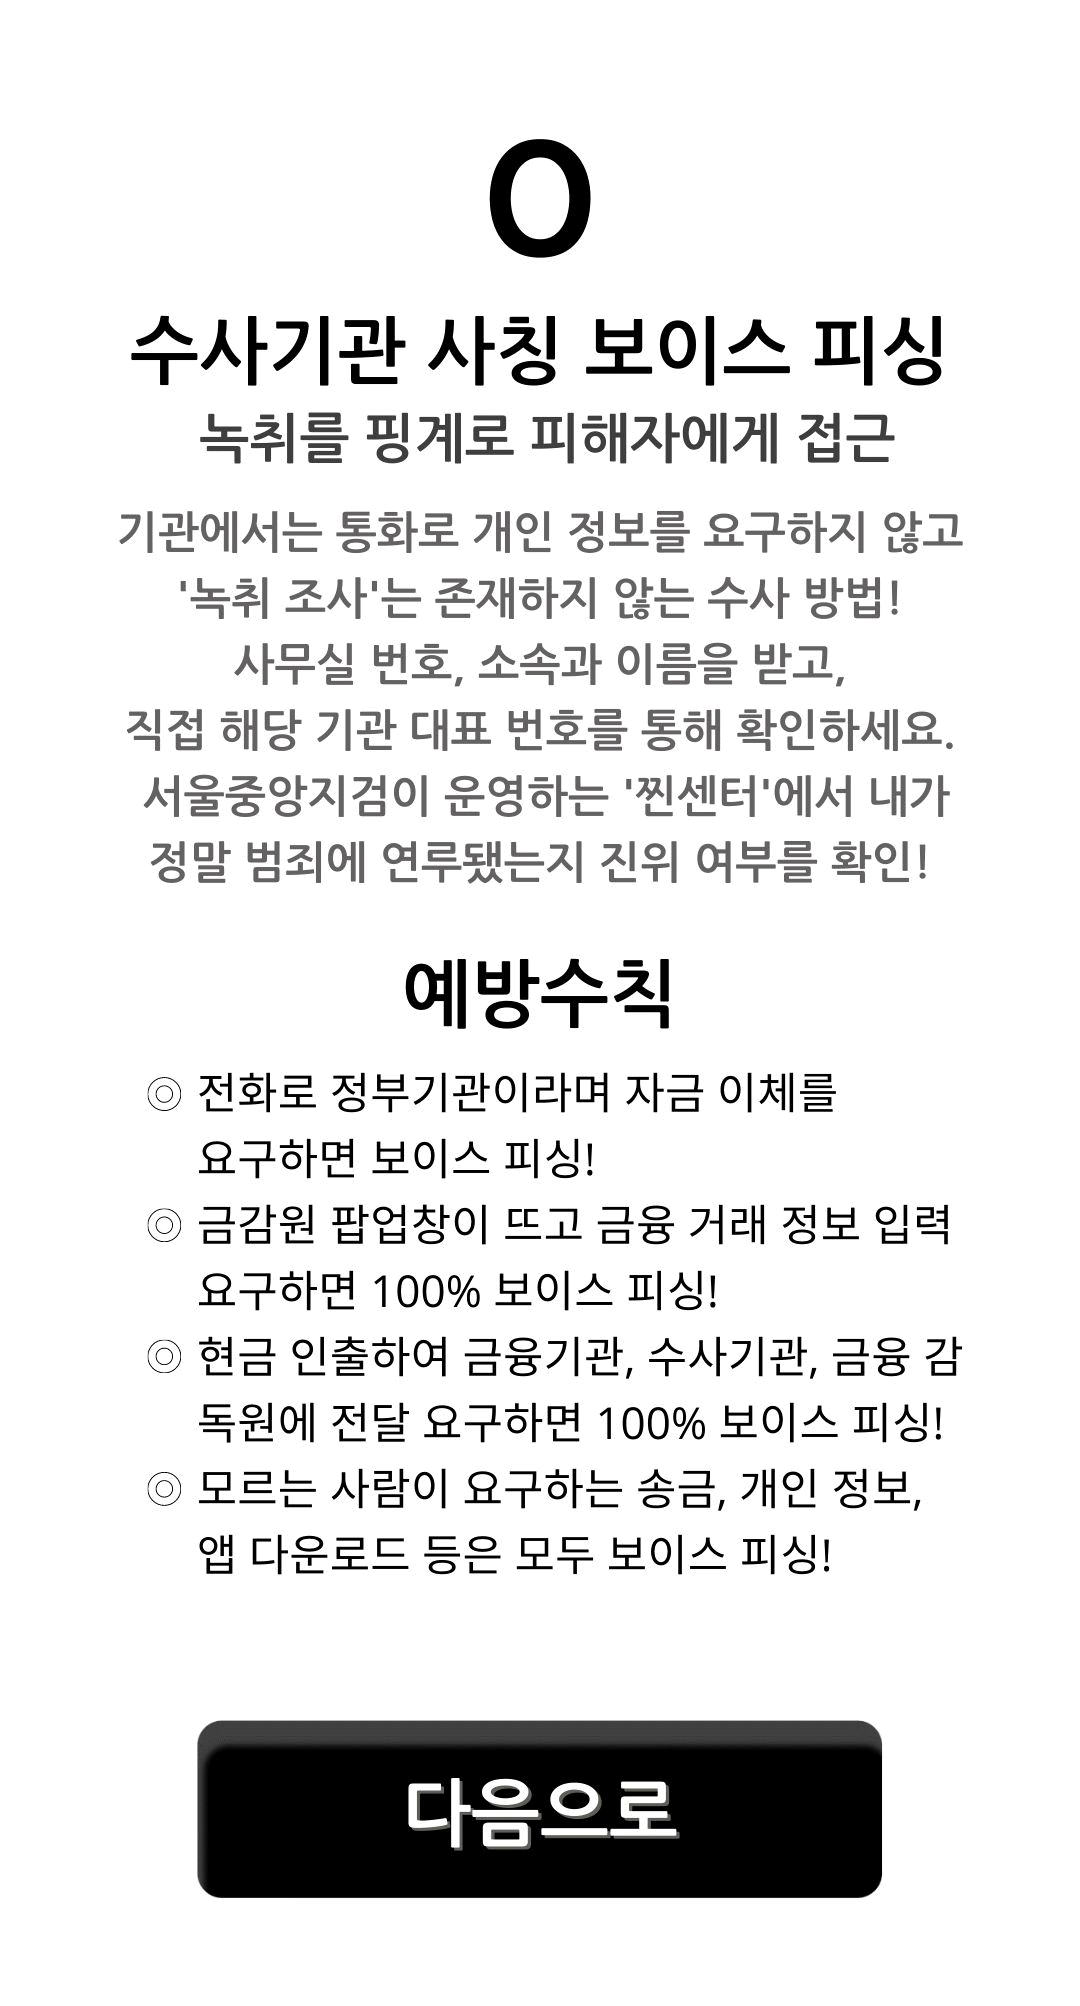 O
수사기관 사칭 보이스 피싱
녹취를 핑계로 피해자에게 접근
기관에서는 통화로 개인 정보를 요구하지 않고
'녹취 조사'는 존재하지 않는 수사 방법!
사무실 번호, 소속과 이름을 받고,
직접 해당 기관 대표 번호를 통해 확인하세요.
서울중앙지검이 운영하는 '찐센터'에서 내가
정말 범죄에 연루됐는지 진위 여부를 확인!
예방수칙
◎ 전화로 정부기관이라며 자금 이체를
요구하면 보이스 피싱!
◎ 금감원 팝업창이 뜨고 금융 거래 정보 입력
요구하면 100% 보이스 피싱!
◎ 현금 인출하여 금융기관, 수사기관, 금융 감
독원에 전달 요구하면 100% 보이스 피싱!
◎ 모르는 사람이 요구하는 송금, 개인 정보,
앱 다운로드 등은 모두 보이스 피싱!
다음으로